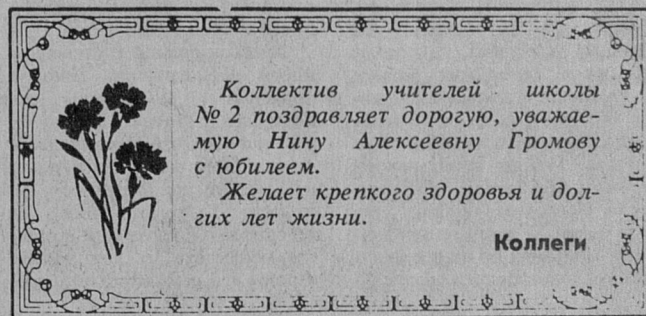 Коллектив учителей школы
№ 2 поздравляет дорогую, уважае-
мую Нину Алексеевну Громову
с юбилеем.
Желает крепкого здоровья и дол-
гих лет жизни.
Коллеги